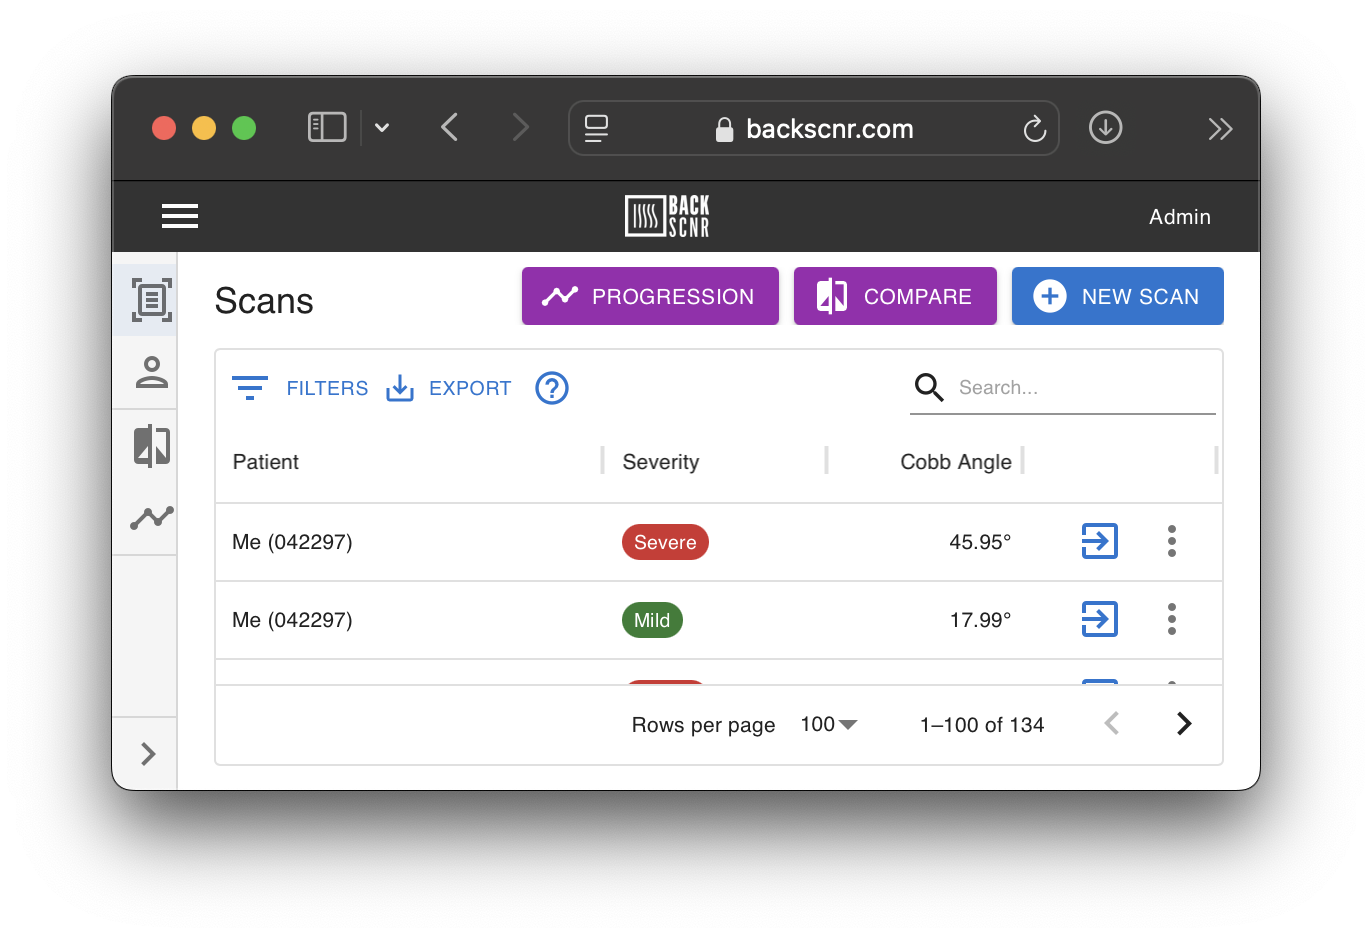 backscnr.com
BACK
SCNR
Admin
Scans
PROGRESSION
COMPARE
NEW SCAN
FILTERS
EXPORT
Search...
Patient
Severity
Cobb Angle
Me (042297)
Severe
45.95°
Me (042297)
Mild
17.99°
Rows per page
100
1–100 of 134